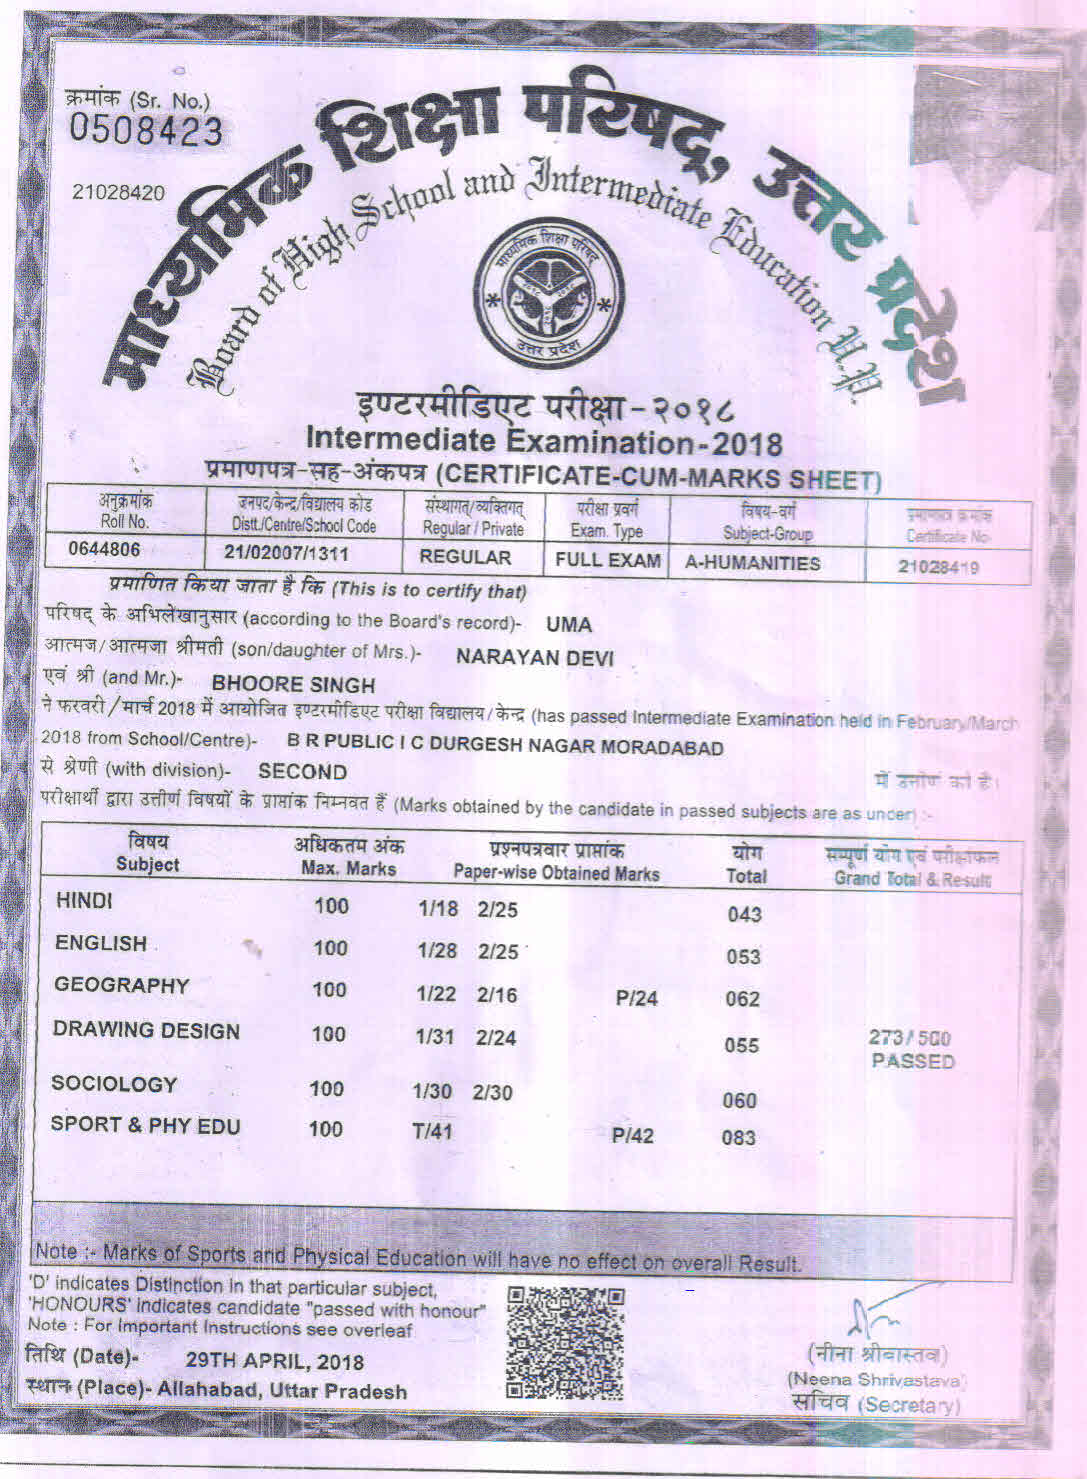 क्रमांक (Sr. No.)
0508423
21028420
माध्यमिक शिक्षा परिषद्, उत्तर प्रदेश
Board of High School and Intermediate Education U.P.
माध्यमिक शिक्षा परिषद्
उत्तर प्रदेश
इण्टरमीडिएट परीक्षा-२०१८
Intermediate Examination-2018
प्रमाणपत्र-सह-अंकपत्र (CERTIFICATE-CUM-MARKS SHEET)
अनुक्रमांक जनपद/केन्द्र/विद्यालय कोड संस्थागत्/व्यक्तिगत् परीक्षा प्रवर्ग विषय-वर्ग प्रमाणपत्र क्रमांक
Roll No. Distt./Centre/School Code Regular / Private Exam. Type Subject-Group Certificate No.
0644806 21/02007/1311 REGULAR FULL EXAM A-HUMANITIES 21028419
प्रमाणित किया जाता है कि (This is to certify that)
परिषद् के अभिलेखानुसार (according to the Board's record)- UMA
आत्मज/आत्मजा श्रीमती (son/daughter of Mrs.)- NARAYAN DEVI
एवं श्री (and Mr.)- BHOORE SINGH
ने फरवरी/मार्च 2018 में आयोजित इण्टरमीडिएट परीक्षा विद्यालय/केन्द्र (has passed Intermediate Examination held in February/March
2018 from School/Centre)- B R PUBLIC I C DURGESH NAGAR MORADABAD
से श्रेणी (with division)- SECOND में उत्तीर्ण की है।
परीक्षार्थी द्वारा उत्तीर्ण विषयों के प्राप्तांक निम्नवत हैं (Marks obtained by the candidate in passed subjects are as under) :-
विषय अधिकतम अंक प्रश्नपत्रवार प्राप्तांक योग सम्पूर्ण योग एवं परीक्षाफल
Subject Max. Marks Paper-wise Obtained Marks Total Grand Total & Result
HINDI 100 1/18 2/25 043
ENGLISH 100 1/28 2/25 053
GEOGRAPHY 100 1/22 2/16 P/24 062
DRAWING DESIGN 100 1/31 2/24 055 273/500
PASSED
SOCIOLOGY 100 1/30 2/30 060
SPORT & PHY EDU 100 T/41 P/42 083
Note :- Marks of Sports and Physical Education will have no effect on overall Result.
'D' indicates Distinction in that particular subject,
'HONOURS' indicates candidate "passed with honour"
Note : For Important Instructions see overleaf
तिथि (Date)- 29TH APRIL, 2018
स्थान (Place)- Allahabad, Uttar Pradesh
(नीना श्रीवास्तव)
(Neena Shrivastava)
सचिव (Secretary)